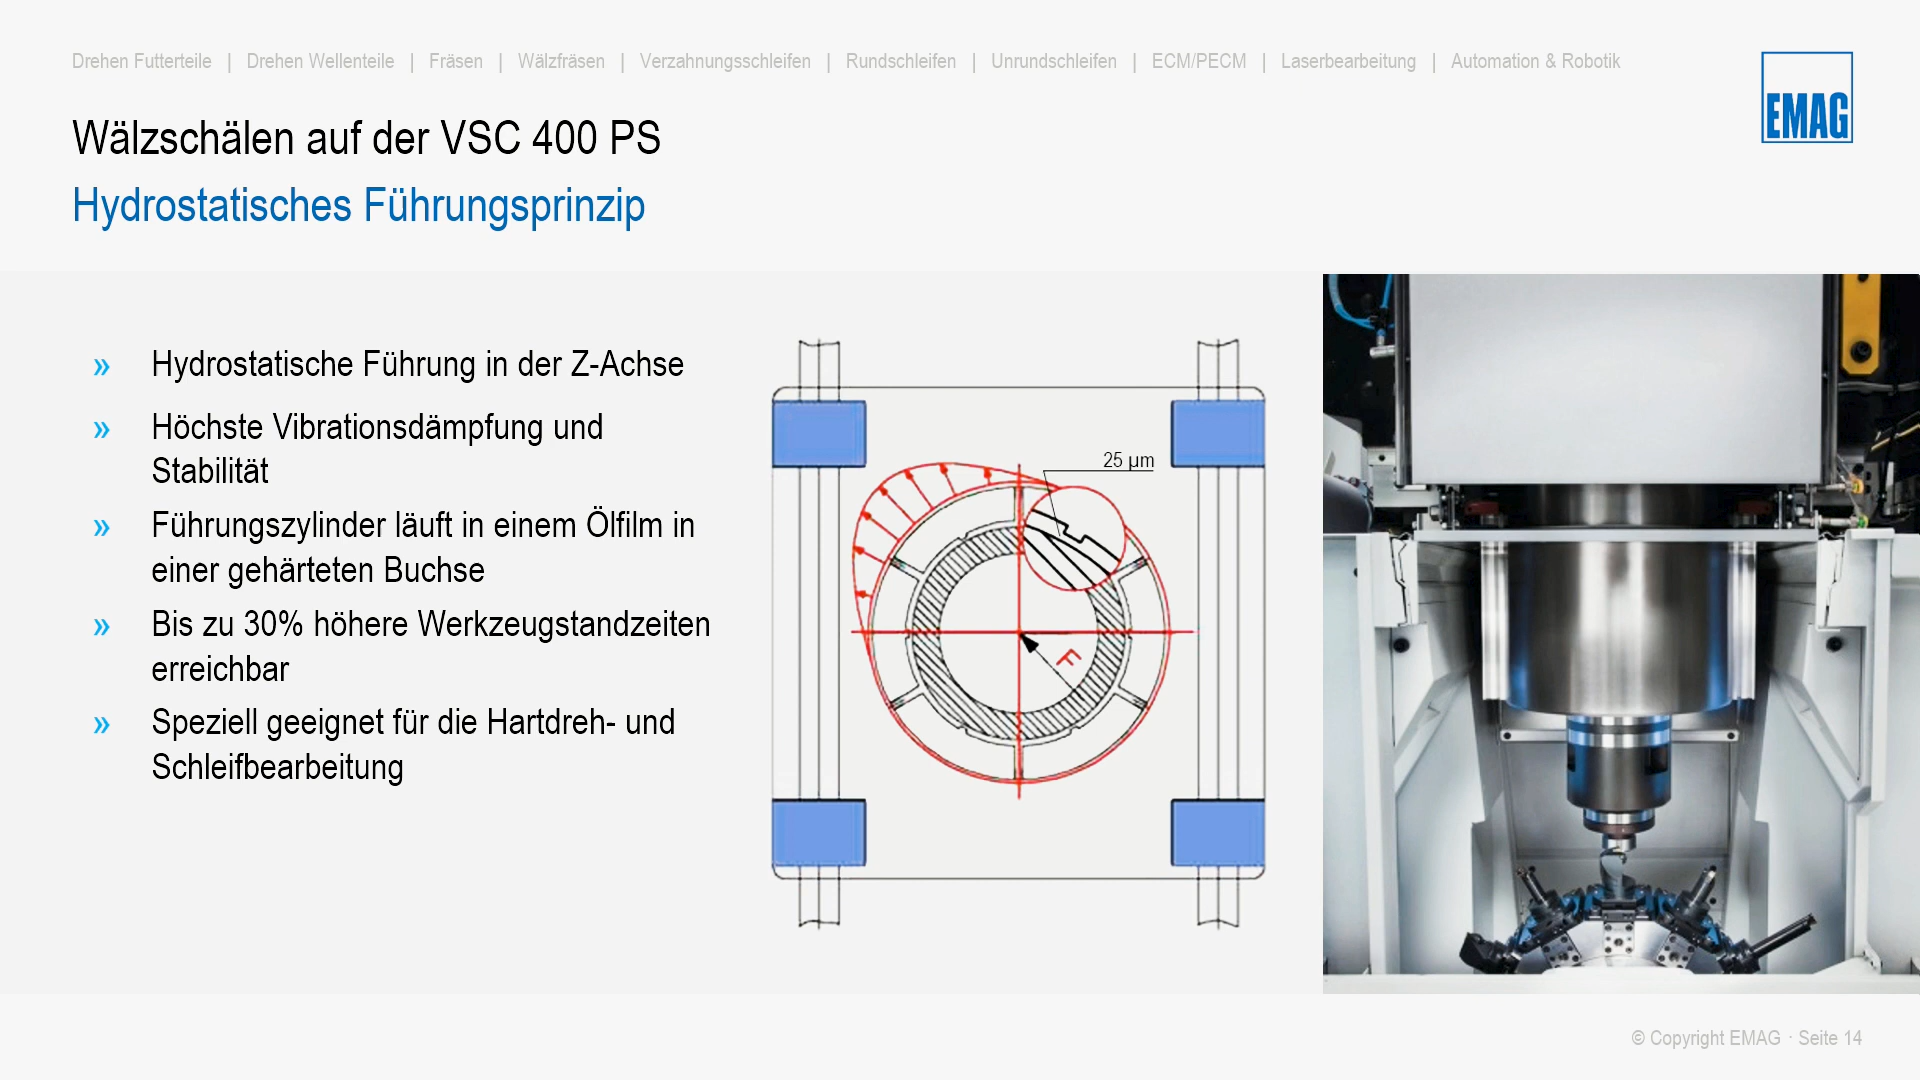 Drehen Futterteile | Drehen Wellenteile | Fräsen | Wälzfräsen | Verzahnungsschleifen | Rundschleifen | Unrundschleifen | ECM/PECM | Laserbearbeitung | Automation & Robotik
EMAG
Wälzschälen auf der VSC 400 PS
Hydrostatisches Führungsprinzip
» Hydrostatische Führung in der Z-Achse
» Höchste Vibrationsdämpfung und
Stabilität
» Führungszylinder läuft in einem Ölfilm in
einer gehärteten Buchse
» Bis zu 30% höhere Werkzeugstandzeiten
erreichbar
» Speziell geeignet für die Hartdreh- und
Schleifbearbeitung
25 µm
F
© Copyright EMAG · Seite 14